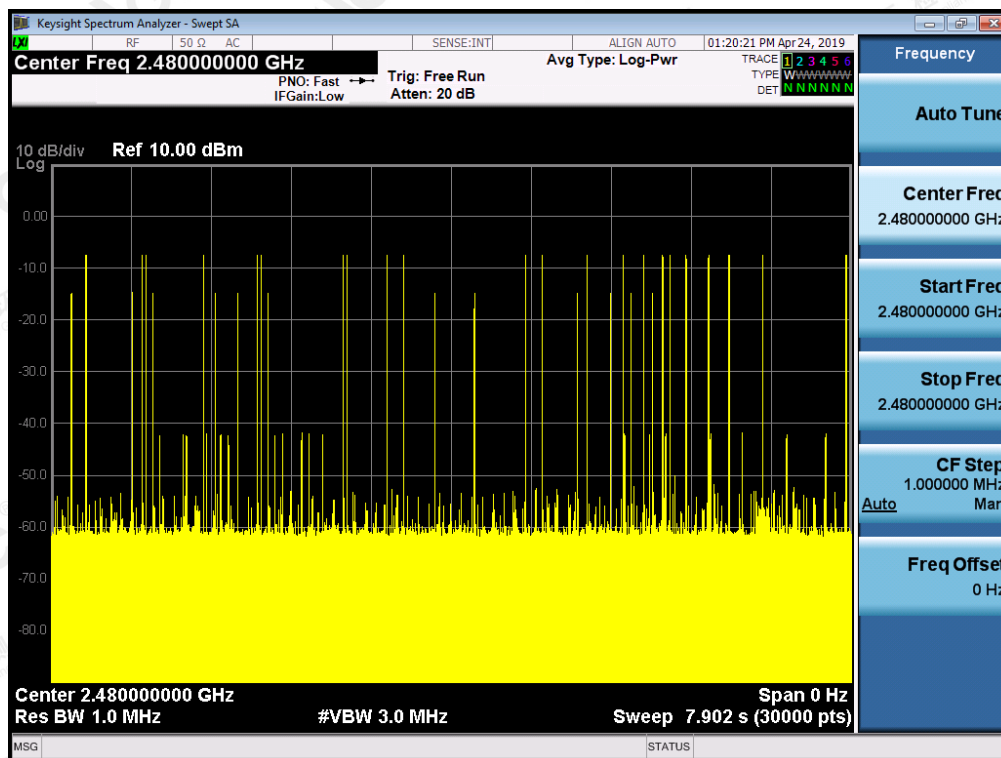 Keysight Spectrum Analyzer - Swept SA
LXI RF 50 Ω AC SENSE:INT ALIGN AUTO 01:20:21 PM Apr 24, 2019
Center Freq 2.480000000 GHz
PNO: Fast
IFGain:Low
Trig: Free Run
Atten: 20 dB
Avg Type: Log-Pwr
TRACE 1 2 3 4 5 6
TYPE WWWWWW
DET N N N N N N
10 dB/div Ref 10.00 dBm
Log
0.00
-10.0
-20.0
-30.0
-40.0
-50.0
-60.0
-70.0
-80.0
Center 2.480000000 GHz Span 0 Hz
Res BW 1.0 MHz #VBW 3.0 MHz Sweep 7.902 s (30000 pts)
MSG STATUS
Frequency
Auto Tune
Center Freq
2.480000000 GHz
Start Freq
2.480000000 GHz
Stop Freq
2.480000000 GHz
CF Step
1.000000 MHz
Auto Man
Freq Offset
0 Hz